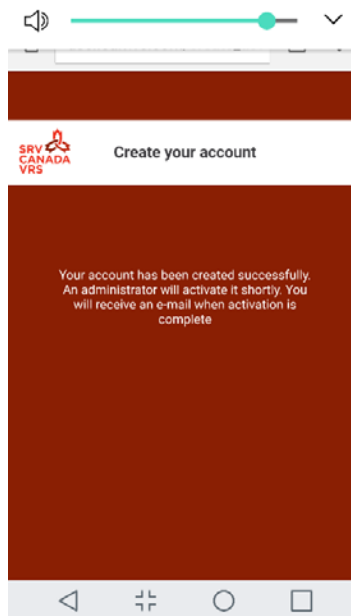 SRV
CANADA
VRS
Create your account
Your account has been created successfully.
An administrator will activate it shortly. You
will receive an e-mail when activation is
complete